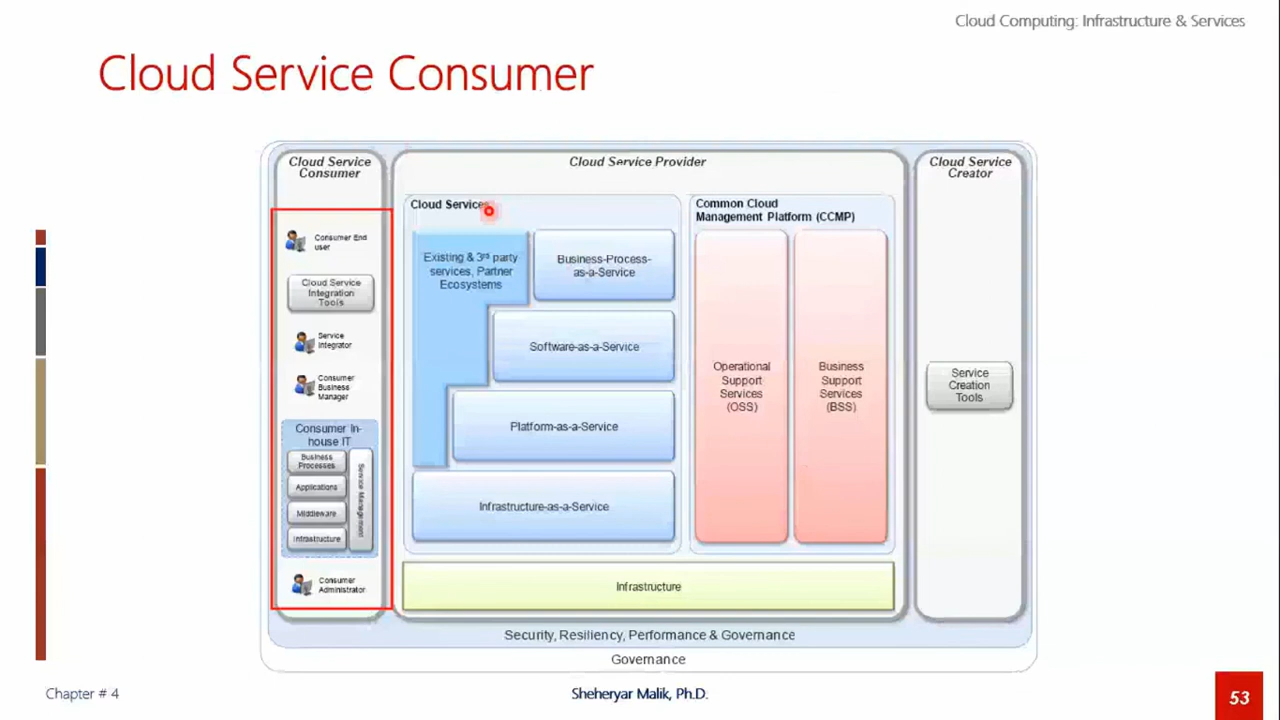 Cloud Computing: Infrastructure & Services
Cloud Service Consumer
Cloud Service
Consumer
Consumer End
user
Cloud Service
Integration
Tools
Service
Integrator
Consumer
Business
Manager
Consumer In-
house IT
Business
Processes
Applications
Middleware
Infrastructure
Service Management
Consumer
Administrator
Cloud Service Provider
Cloud Services
Existing & 3rd party
services, Partner
Ecosystems
Business-Process-
as-a-Service
Software-as-a-Service
Platform-as-a-Service
Infrastructure-as-a-Service
Common Cloud
Management Platform (CCMP)
Operational
Support
Services
(OSS)
Business
Support
Services
(BSS)
Infrastructure
Cloud Service
Creator
Service
Creation
Tools
Security, Resiliency, Performance & Governance
Governance
Chapter # 4
Sheheryar Malik, Ph.D.
53